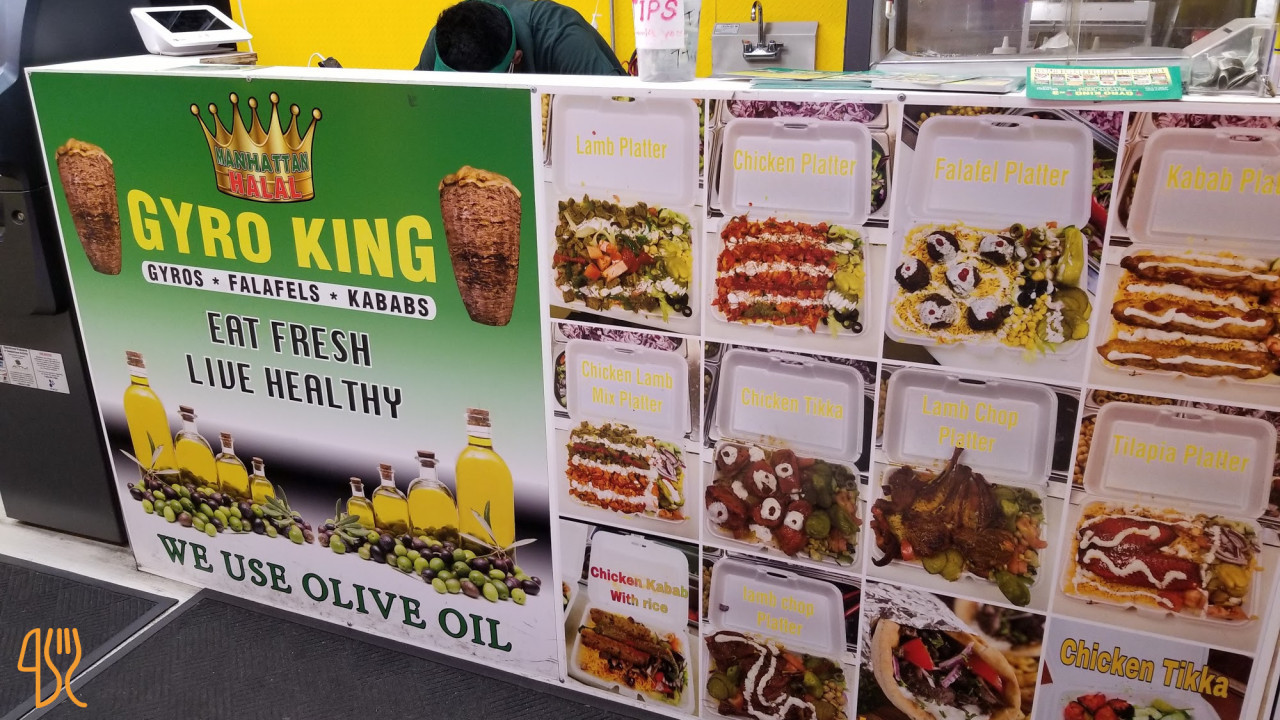 TIPS
MANHATTAN
HALAL
GYRO KING
GYROS * FALAFELS * KABABS
EAT FRESH
LIVE HEALTHY
WE USE OLIVE OIL
Lamb Platter
Chicken Platter
Falafel Platter
Kabab Plat
Chicken Lamb
Mix Platter
Chicken Tikka
Lamb Chop
Platter
Tilapia Platter
Chicken Kabab
With rice
lamb chop
Platter
Chicken Tikka
GYRO KING